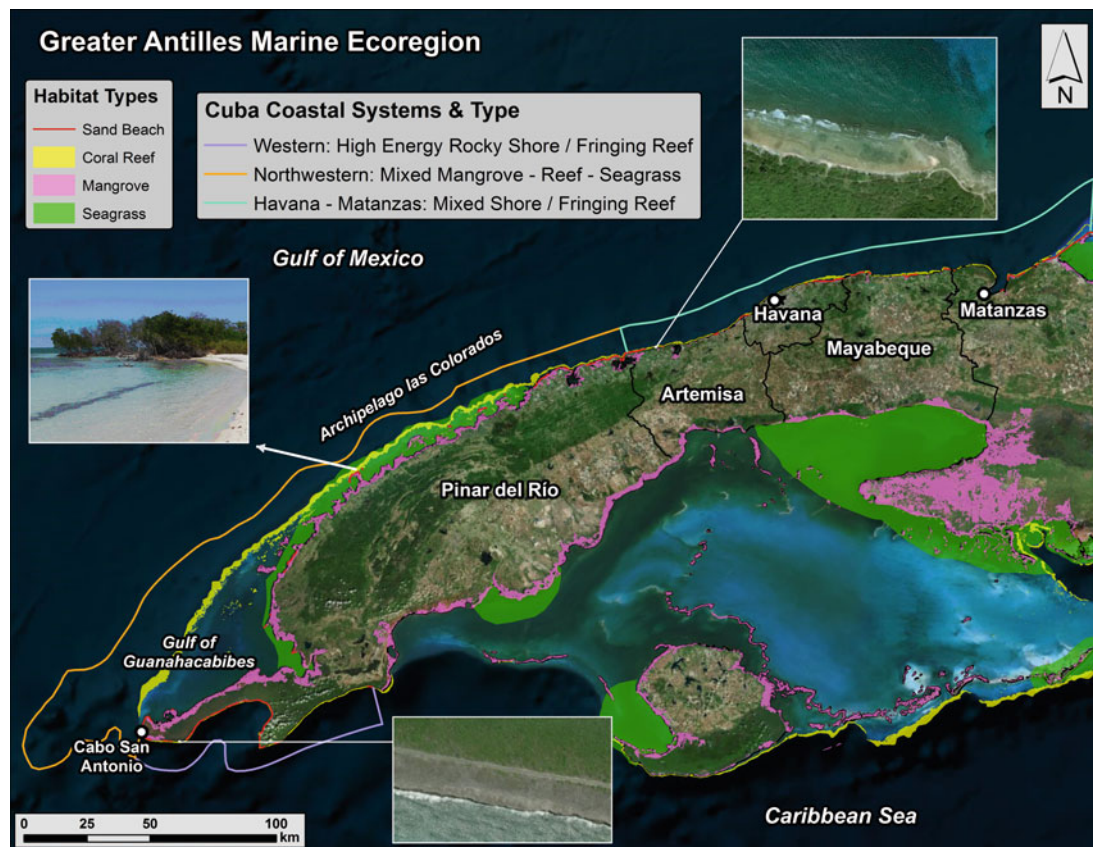 Greater Antilles Marine Ecoregion
Habitat Types
Sand Beach
Coral Reef
Mangrove
Seagrass
Cuba Coastal Systems & Type
Western: High Energy Rocky Shore / Fringing Reef
Northwestern: Mixed Mangrove - Reef - Seagrass
Havana - Matanzas: Mixed Shore / Fringing Reef
N
Gulf of Mexico
Archipelago las Colorados
Havana
Matanzas
Mayabeque
Artemisa
Pinar del Río
Gulf of
Guanahacabibes
Cabo San
Antonio
Caribbean Sea
0 25 50 100
km